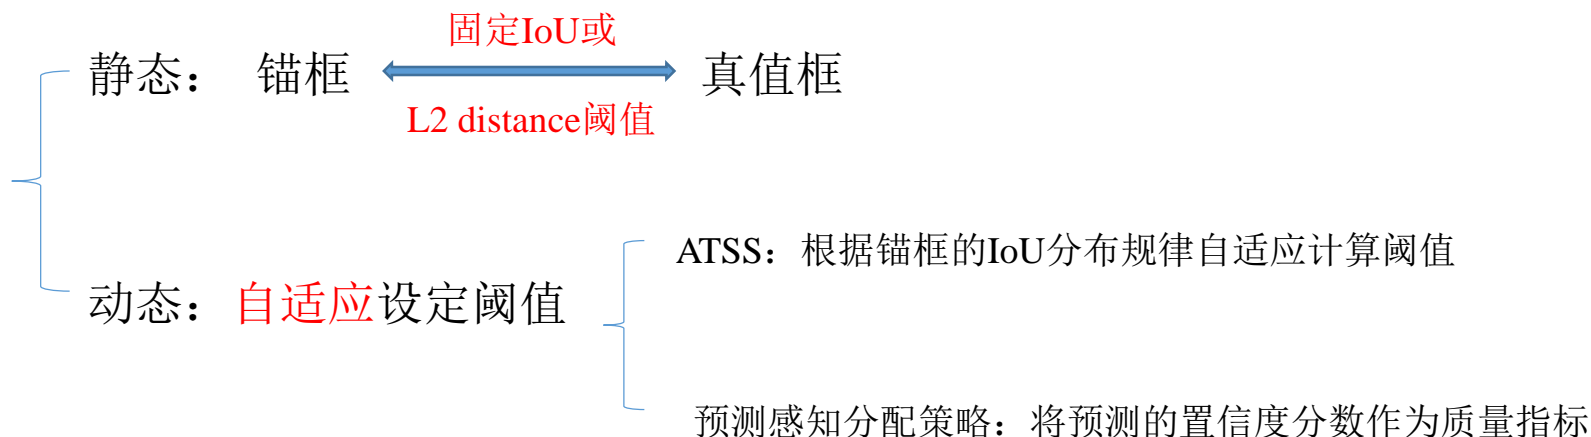 固定IoU或
静态： 锚框 真值框
L2 distance阈值
ATSS：根据锚框的IoU分布规律自适应计算阈值
动态：自适应设定阈值
预测感知分配策略：将预测的置信度分数作为质量指标